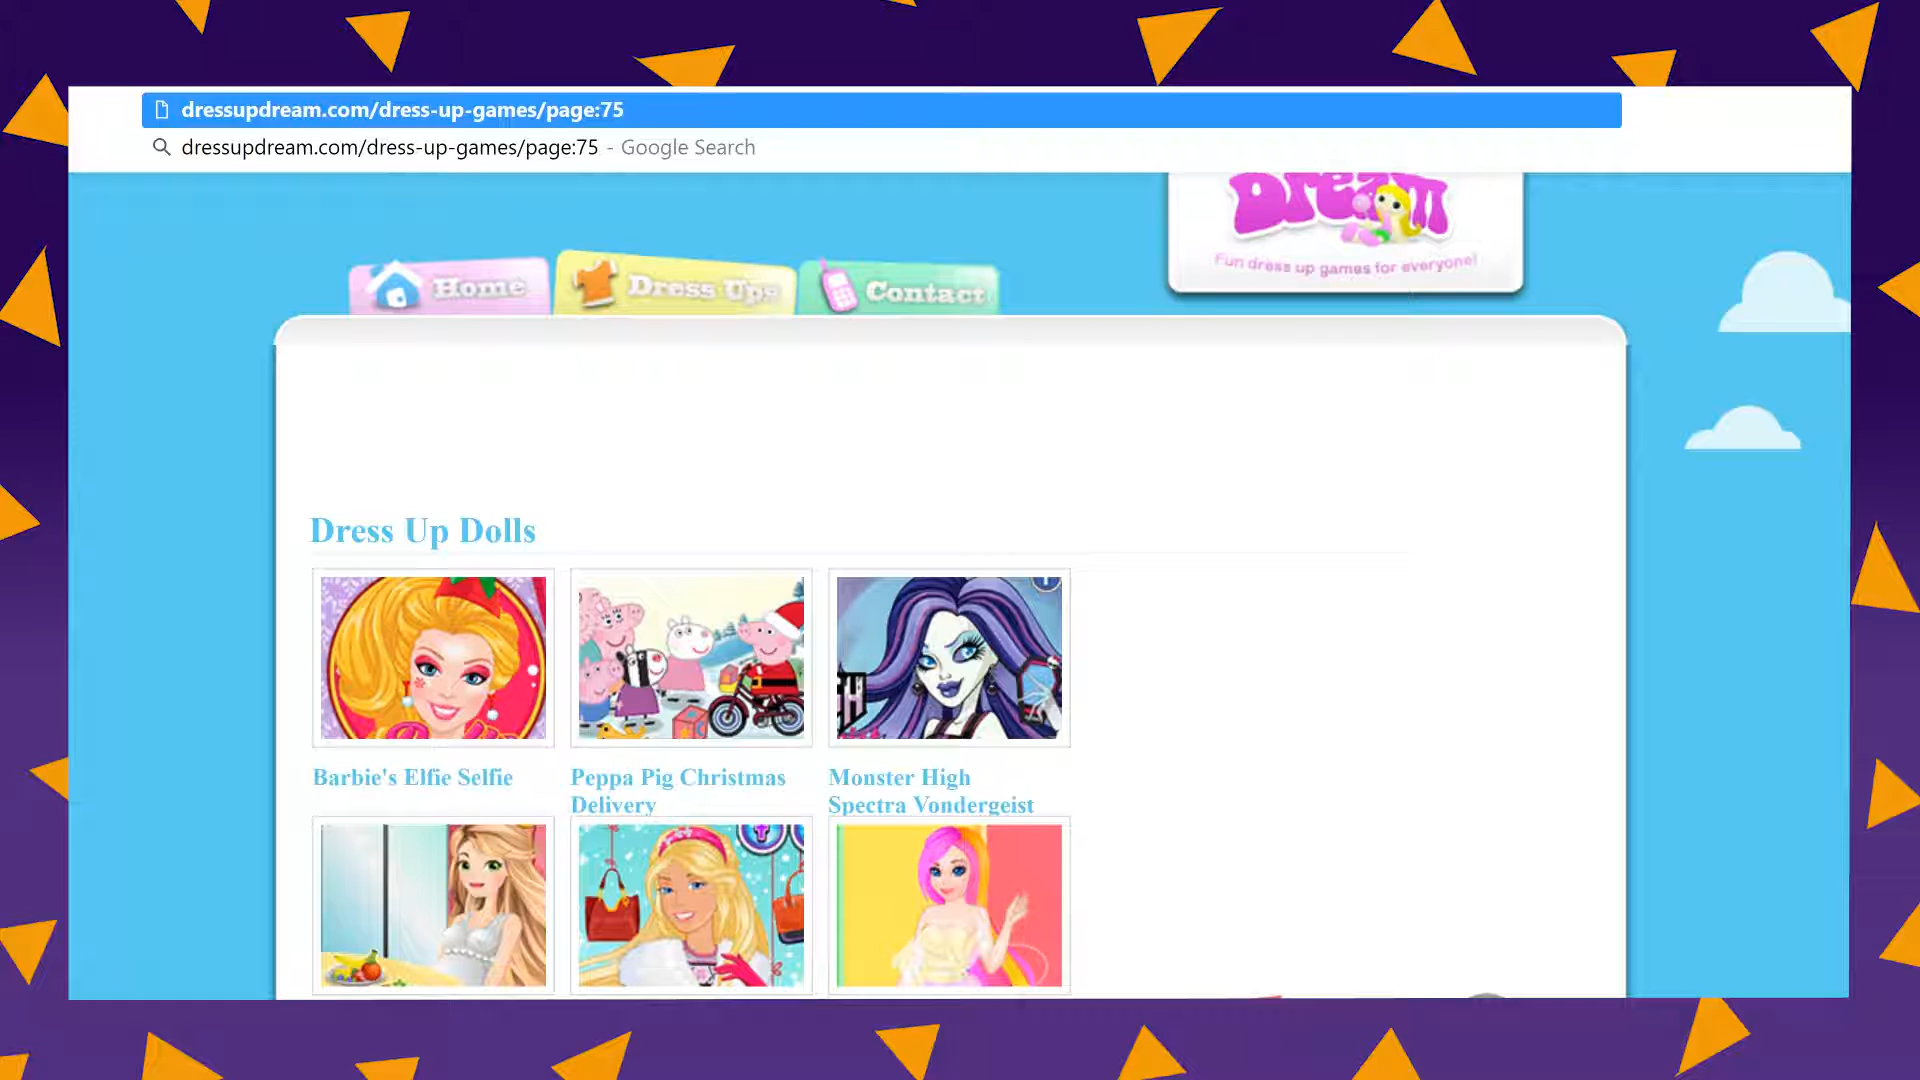 dressupdream.com/dress-up-games/page:75
dressupdream.com/dress-up-games/page:75 - Google Search
Dream
Fun dress up games for everyone!
Home
Dress Ups
Contact
Dress Up Dolls
Barbie's Elfie Selfie
Peppa Pig Christmas
Delivery
Monster High
Spectra Vondergeist